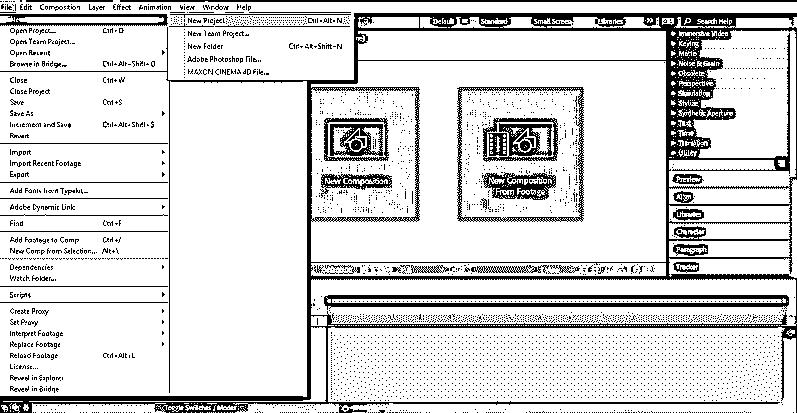 File Edit Composition Layer Effect Animation View Window Help
New Project Ctrl+Alt+N
New Team Project...
New Folder Ctrl+Alt+Shift+N
Adobe Photoshop File...
MAXON CINEMA 4D File...
Open Project... Ctrl+O
Open Team Project...
Open Recent
Browse in Bridge... Ctrl+Alt+Shift+O
Close Ctrl+W
Close Project
Save Ctrl+S
Save As
Increment and Save Ctrl+Alt+Shift+S
Revert
Import
Import Recent Footage
Export
Add Fonts from Typekit...
Adobe Dynamic Link
Find Ctrl+F
Add Footage to Comp Ctrl+/
New Comp from Selection... Alt+\
Dependencies
Watch Folder...
Scripts
Create Proxy
Set Proxy
Interpret Footage
Replace Footage
Reload Footage Ctrl+Alt+L
License...
Reveal in Explorer
Reveal in Bridge
Toggle Switches / Modes
Default Standard Small Screen Libraries Search Help
New Composition
New Composition
From Footage
Immersive Video
Keying
Matte
Noise & Grain
Obsolete
Perspective
Simulation
Stylize
Synthetic Aperture
Text
Time
Transition
Utility
Preview
Align
Libraries
Character
Paragraph
Tracker